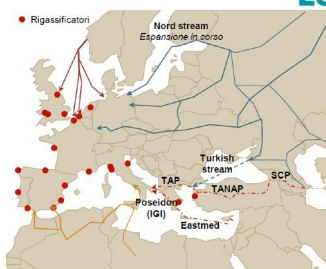 Rigassificatori
Nord stream
Espansione in corso
Turkish
stream
TAP
TANAP
SCP
Poseidon
(IGI)
Eastmed